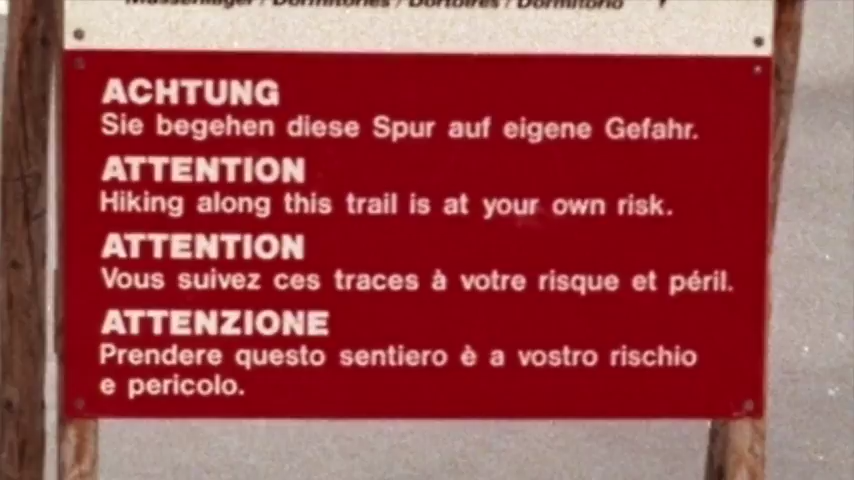 Massenlager / Dormitories / Dortoires / Dormitorio
ACHTUNG
Sie begehen diese Spur auf eigene Gefahr.
ATTENTION
Hiking along this trail is at your own risk.
ATTENTION
Vous suivez ces traces à votre risque et péril.
ATTENZIONE
Prendere questo sentiero è a vostro rischio
e pericolo.